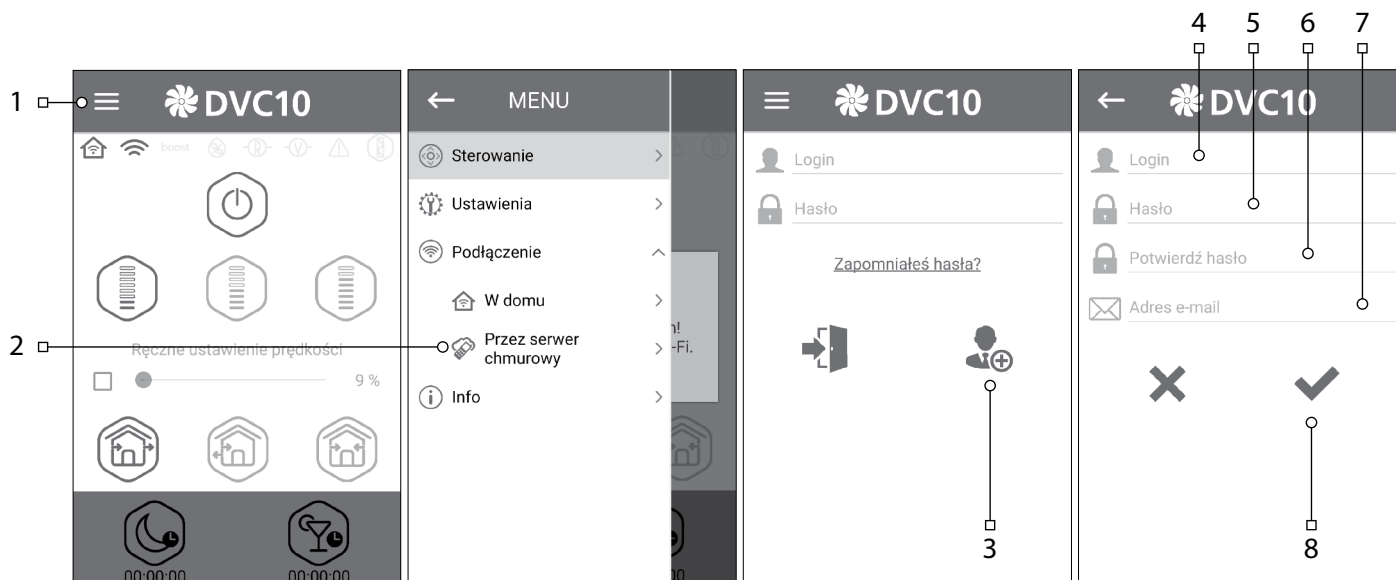 4 5 6 7
1
DVC10
boost
R
V
Ręczne ustawienie prędkości
9 %
00:00:00 00:00:00
MENU
Sterowanie
Ustawienia
Podłączenie
W domu
2
Przez serwer
chmurowy
Info
!
-Fi.
DVC10
Login
Hasło
Zapomniałeś hasła?
3
DVC10
Login
Hasło
Potwierdź hasło
Adres e-mail
8